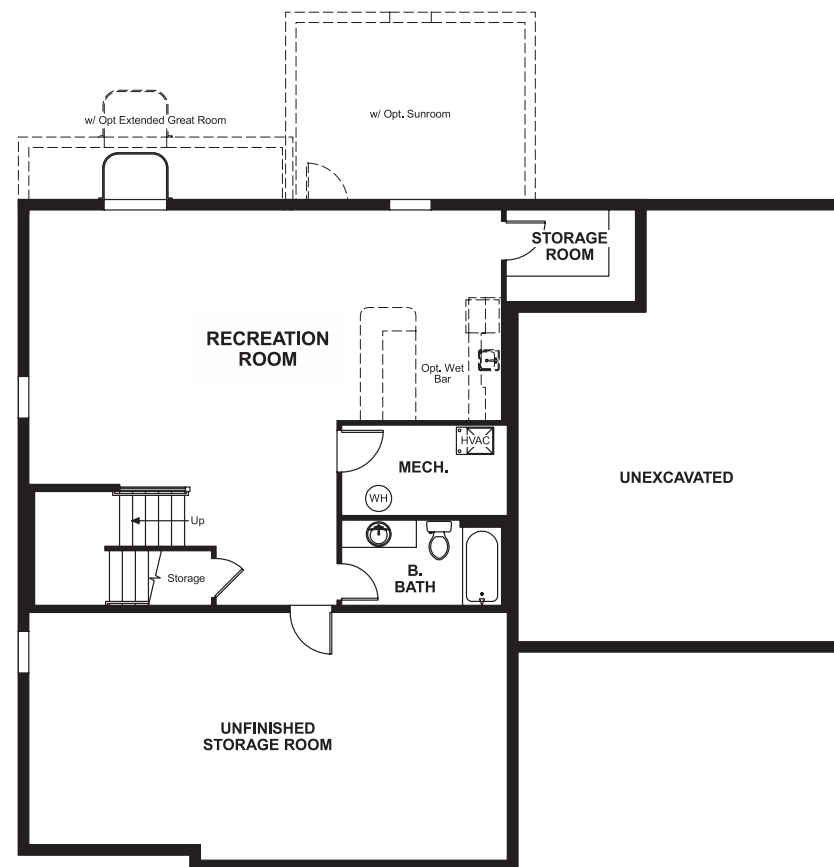 w/ Opt Extended Great Room
w/ Opt. Sunroom
STORAGE
ROOM
RECREATION
ROOM
Opt. Wet
Bar
HVAC
MECH.
WH
UNEXCAVATED
Up
Storage
B.
BATH
UNFINISHED
STORAGE ROOM